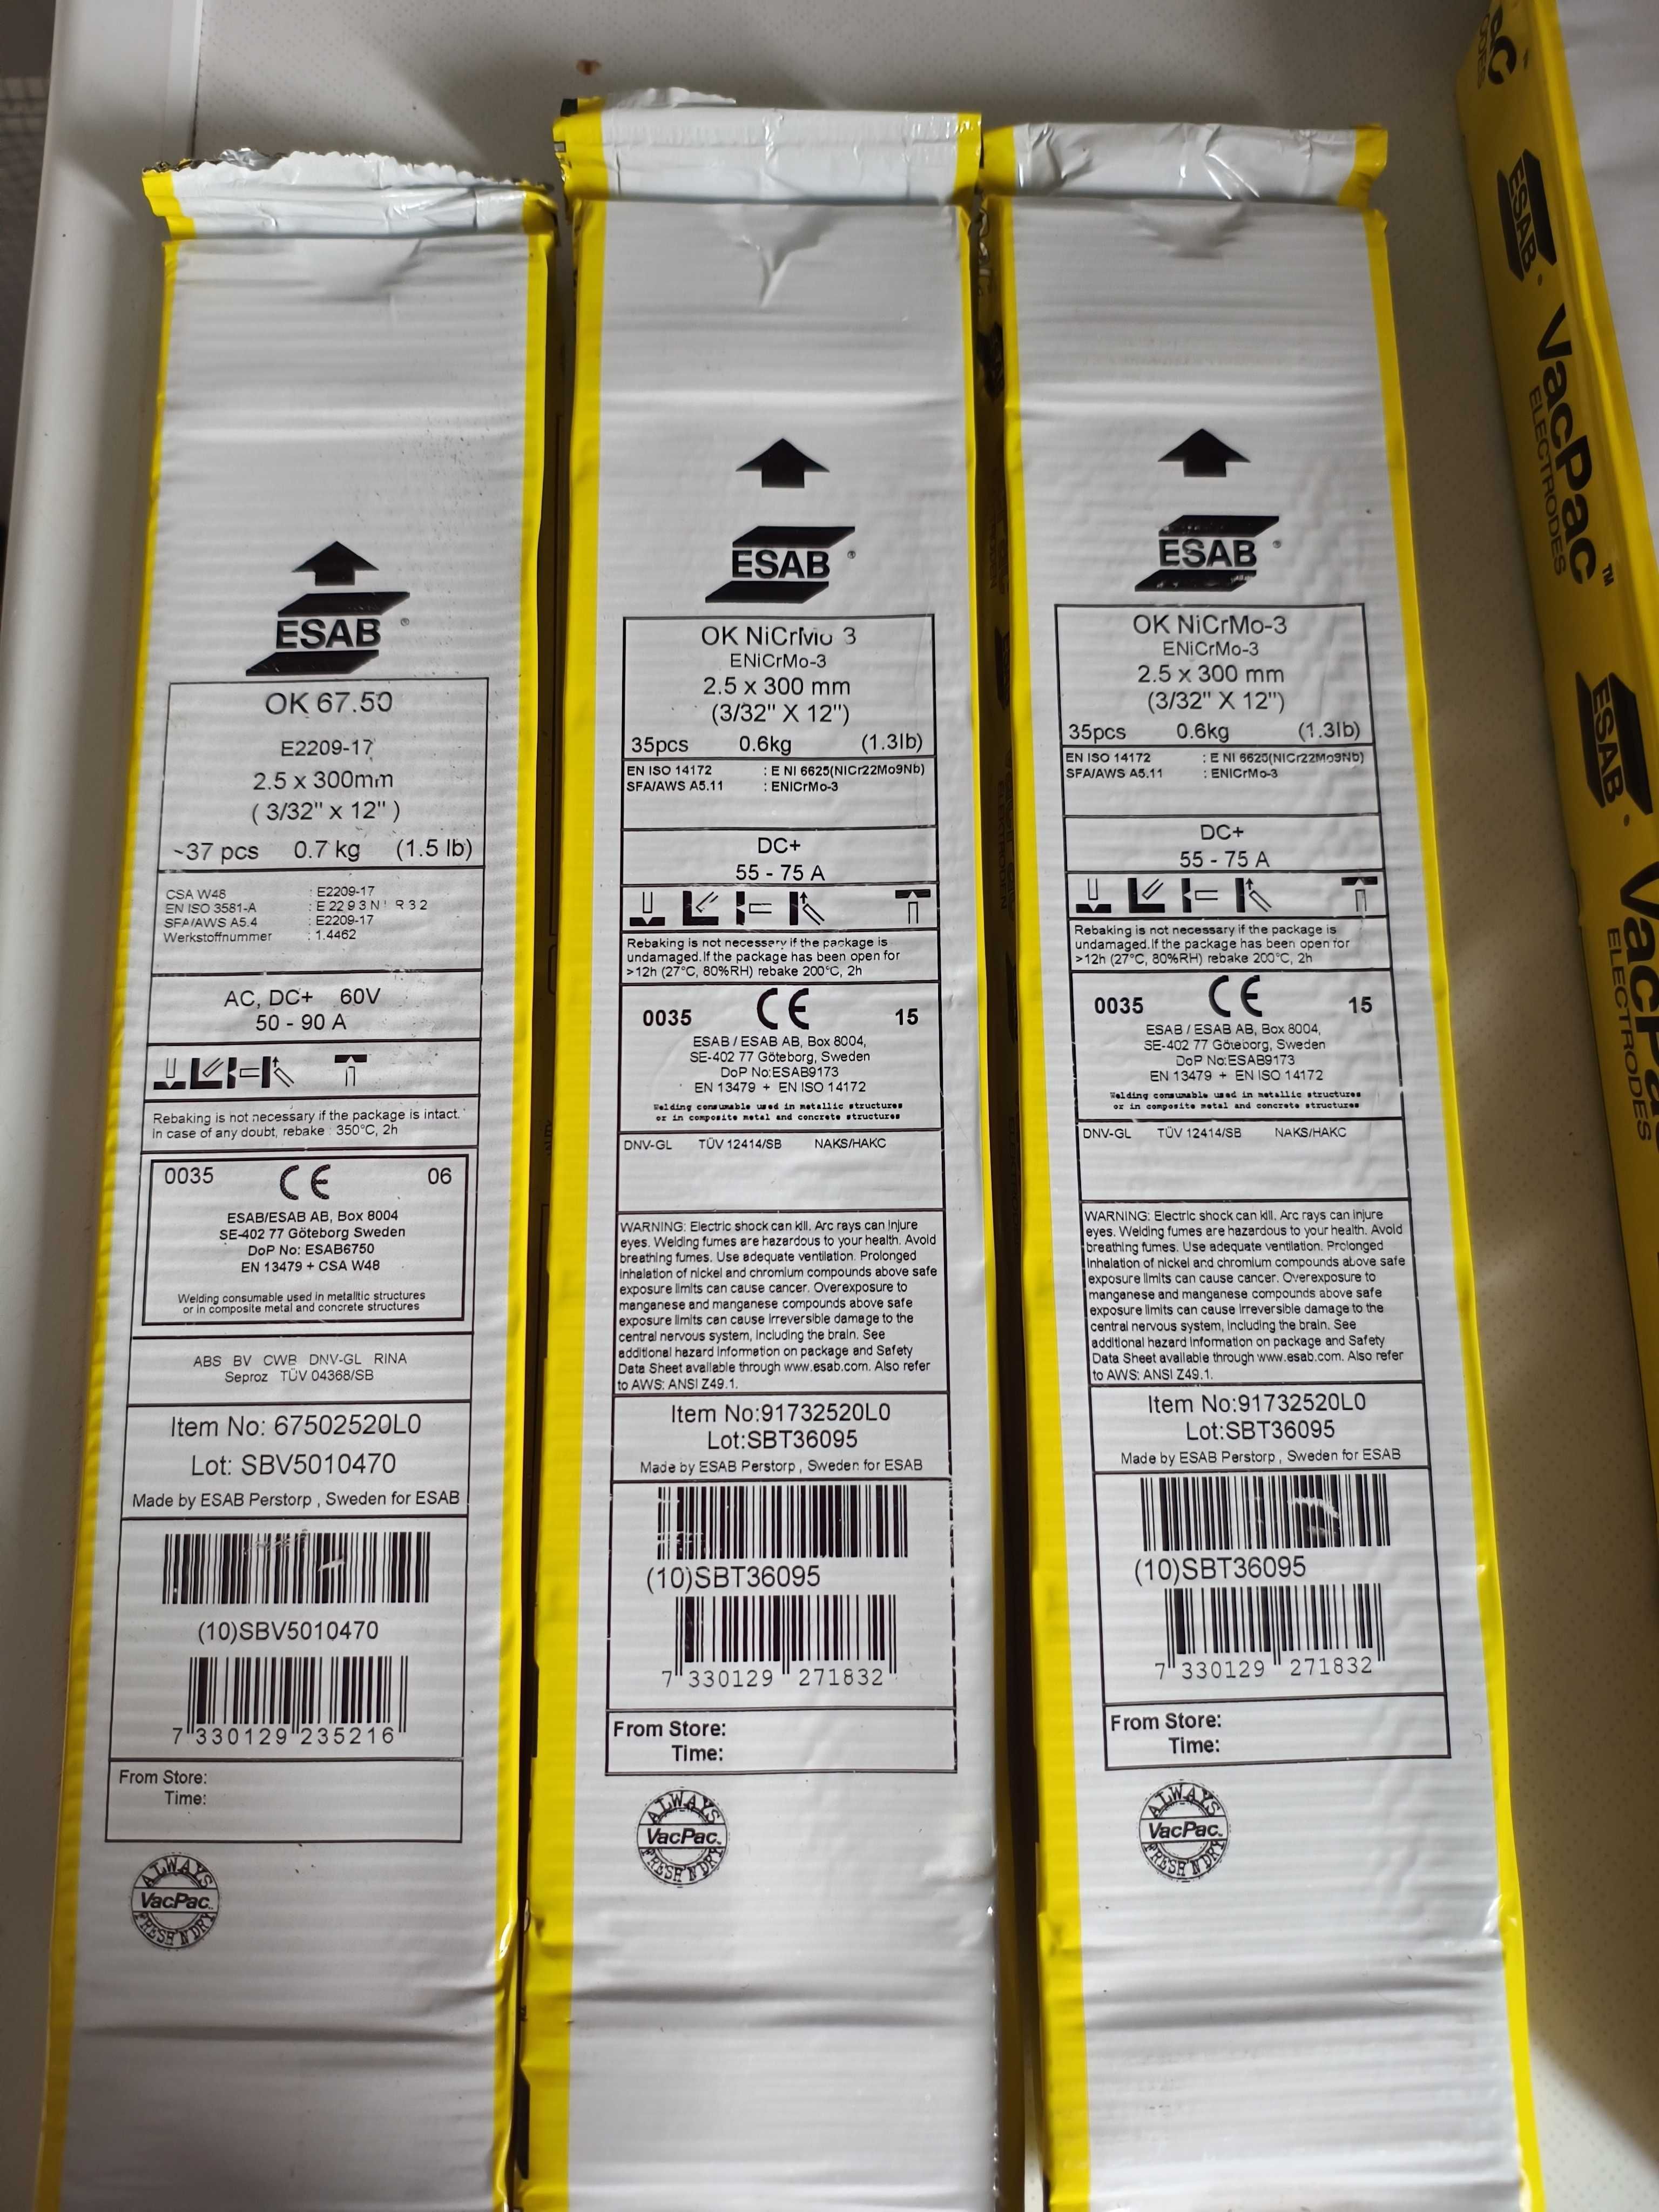 ESAB
OK 67.50
E2209-17
2.5 x 300mm
( 3/32" x 12" )
~37 pcs 0.7 kg (1.5 lb)
CSA W48 : E2209-17
EN ISO 3581-A : E 22 9 3 N R 3 2
SFA/AWS A5.4 : E2209-17
Werkstoffnummer : 1.4462
AC, DC+ 60V
50 - 90 A
Rebaking is not necessary if the package is intact.
In case of any doubt, rebake : 350°C, 2h
0035 CE 06
ESAB/ESAB AB, Box 8004
SE-402 77 Göteborg Sweden
DoP No: ESAB6750
EN 13479 + CSA W48
Welding consumable used in metallic structures
or in composite metal and concrete structures
ABS BV CWB DNV-GL RINA
Seproz TÜV 04368/SB
Item No: 67502520L0
Lot: SBV5010470
Made by ESAB Perstorp , Sweden for ESAB
(10)SBV5010470
7 330129 235216
From Store:
Time:
ALWAYS
VacPac
FRESH'N DRY
ESAB
OK NiCrMo 3
ENiCrMo-3
2.5 x 300 mm
(3/32" X 12")
35pcs 0.6kg (1.3lb)
EN ISO 14172 : E NI 6625(NICr22Mo9Nb)
SFA/AWS A5.11 : ENICrMo-3
DC+
55 - 75 A
Rebaking is not necessary if the package is
undamaged.If the package has been open for
>12h (27°C, 80%RH) rebake 200°C, 2h
0035 CE 15
ESAB / ESAB AB, Box 8004,
SE-402 77 Göteborg, Sweden
DoP No:ESAB9173
EN 13479 + EN ISO 14172
Welding consumable used in metallic structures
or in composite metal and concrete structures
DNV-GL TÜV 12414/SB NAKS/HAKC
WARNING: Electric shock can kill. Arc rays can injure
eyes. Welding fumes are hazardous to your health. Avoid
breathing fumes. Use adequate ventilation. Prolonged
inhalation of nickel and chromium compounds above safe
exposure limits can cause cancer. Overexposure to
manganese and manganese compounds above safe
exposure limits can cause irreversible damage to the
central nervous system, including the brain. See
additional hazard information on package and Safety
Data Sheet available through www.esab.com. Also refer
to AWS: ANSI Z49.1.
Item No:91732520L0
Lot:SBT36095
Made by ESAB Perstorp , Sweden for ESAB
(10)SBT36095
7 330129 271832
From Store:
Time:
ALWAYS
VacPac
FRESH'N DRY
ESAB
OK NiCrMo-3
ENiCrMo-3
2.5 x 300 mm
(3/32" X 12")
35pcs 0.6kg (1.3lb)
EN ISO 14172 : E NI 6625(NICr22Mo9Nb)
SFA/AWS A5.11 : ENICrMo-3
DC+
55 - 75 A
Rebaking is not necessary if the package is
undamaged.If the package has been open for
>12h (27°C, 80%RH) rebake 200°C, 2h
0035 CE 15
ESAB / ESAB AB, Box 8004,
SE-402 77 Göteborg, Sweden
DoP No:ESAB9173
EN 13479 + EN ISO 14172
Welding consumable used in metallic structures
or in composite metal and concrete structures
DNV-GL TÜV 12414/SB NAKS/HAKC
WARNING: Electric shock can kill. Arc rays can injure
eyes. Welding fumes are hazardous to your health. Avoid
breathing fumes. Use adequate ventilation. Prolonged
inhalation of nickel and chromium compounds above safe
exposure limits can cause cancer. Overexposure to
manganese and manganese compounds above safe
exposure limits can cause irreversible damage to the
central nervous system, including the brain. See
additional hazard information on package and Safety
Data Sheet available through www.esab.com. Also refer
to AWS: ANSI Z49.1.
Item No:91732520L0
Lot:SBT36095
Made by ESAB Perstorp , Sweden for ESAB
(10)SBT36095
7 330129 271832
From Store:
Time:
ALWAYS
VacPac
FRESH'N DRY
ESAB VacPac™
ELECTRODES
ESAB VacPac
ELECTRODES